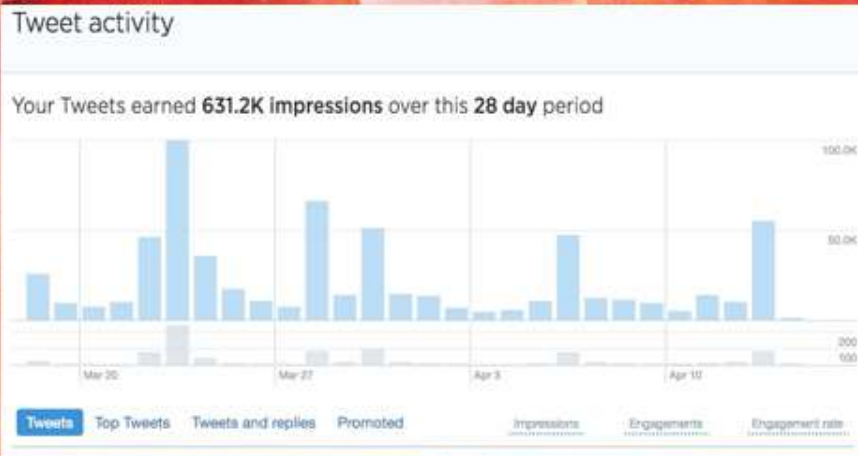 Tweet activity
Your Tweets earned 631.2K impressions over this 28 day period
100.0K
50.0K
200
100
Mar 20 Mar 27 Apr 3 Apr 10
Tweets Top Tweets Tweets and replies Promoted Impressions Engagements Engagement rate